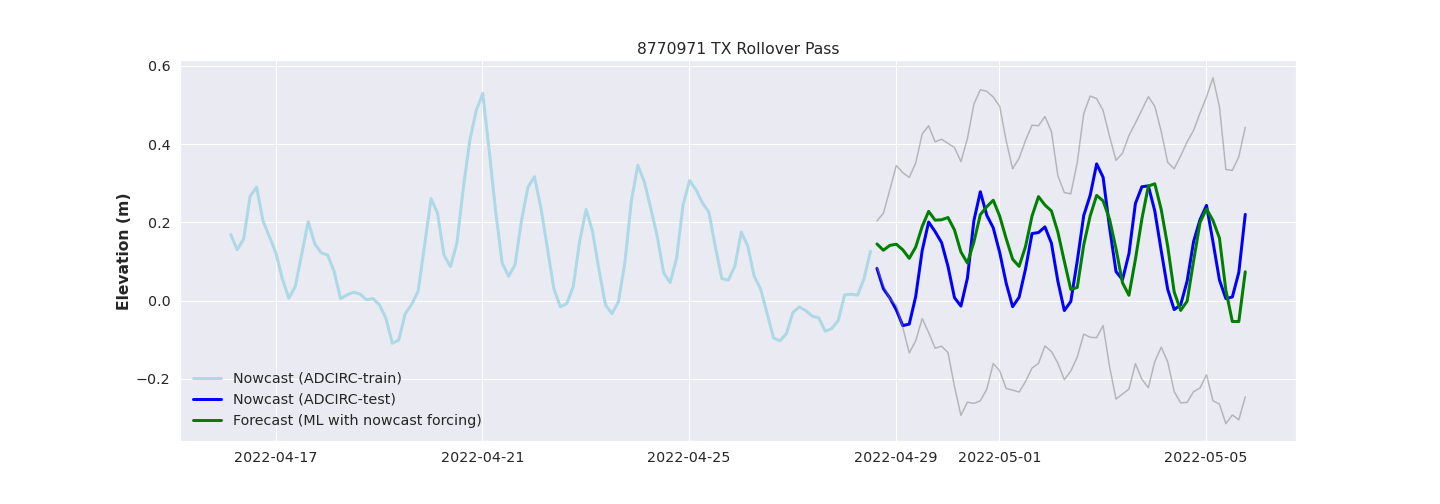 8770971 TX Rollover Pass
Elevation (m)
0.6
0.4
0.2
0.0
−0.2
Nowcast (ADCIRC-train)
Nowcast (ADCIRC-test)
Forecast (ML with nowcast forcing)
2022-04-17 2022-04-21 2022-04-25 2022-04-29 2022-05-01 2022-05-05